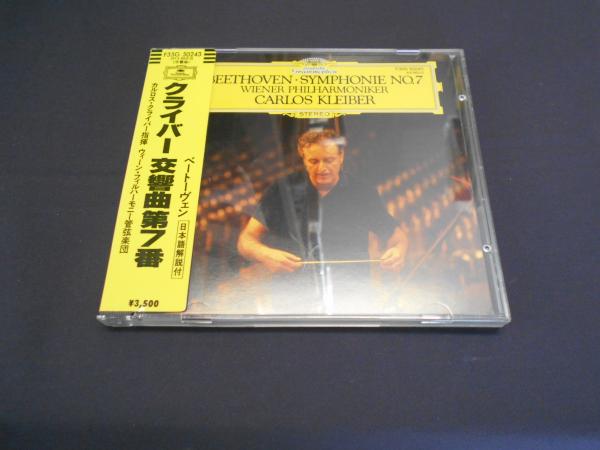 F35G 50243
クライバー 交響曲第7番
ベートーヴェン
日本語解説付
カルロス・クライバー指揮 ウィーン・フィルハーモニー管弦楽団
¥3,500
BEETHOVEN · SYMPHONIE NO.7
WIENER PHILHARMONIKER
CARLOS KLEIBER
STEREO